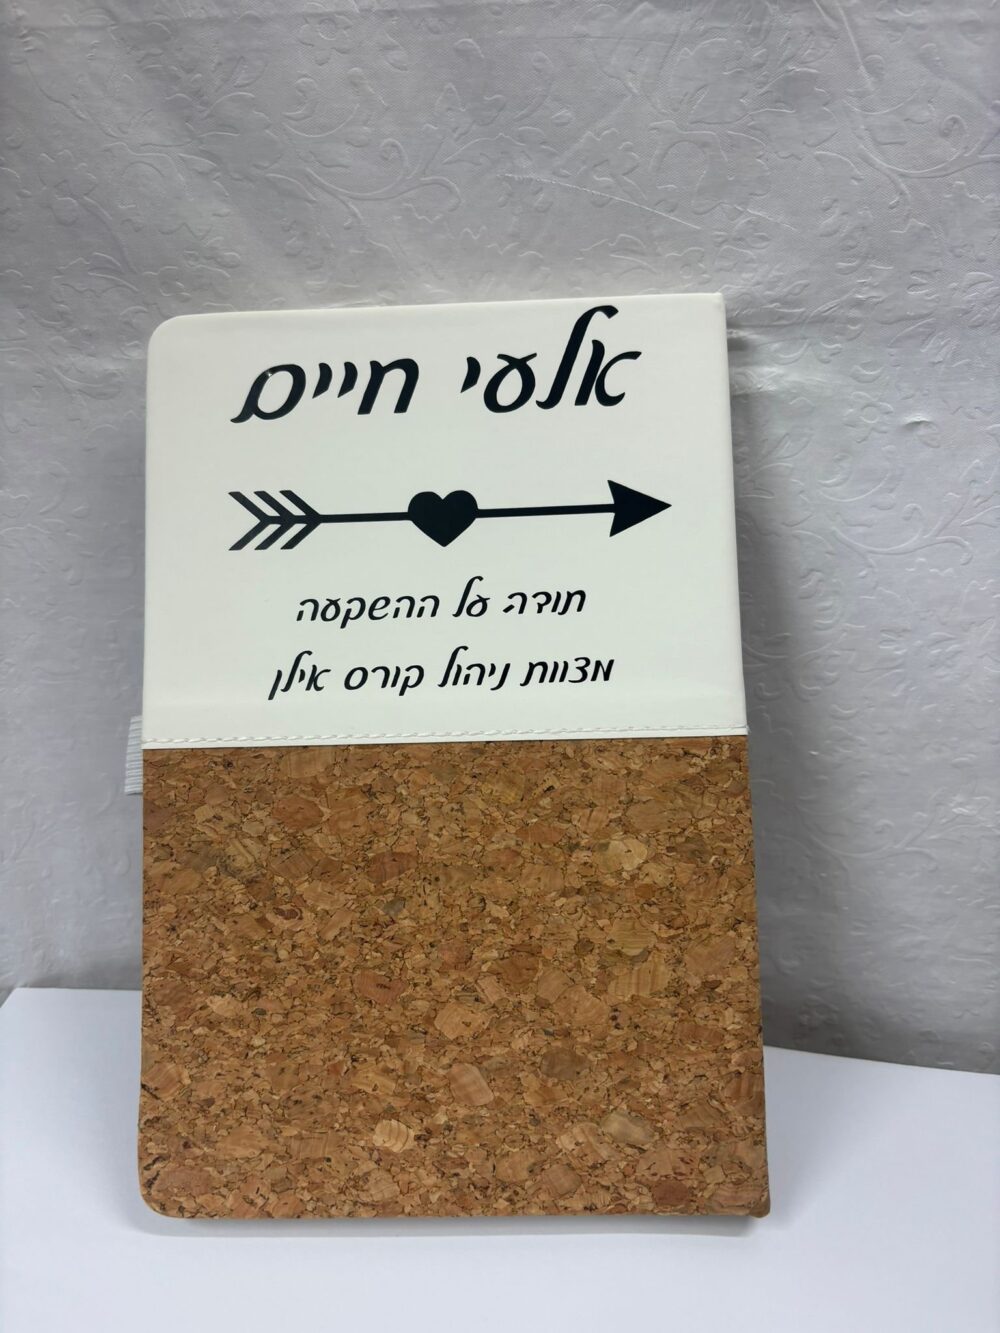 אלעי חיים
תודה על ההשקעה
מצוות ניהול קורס אילן